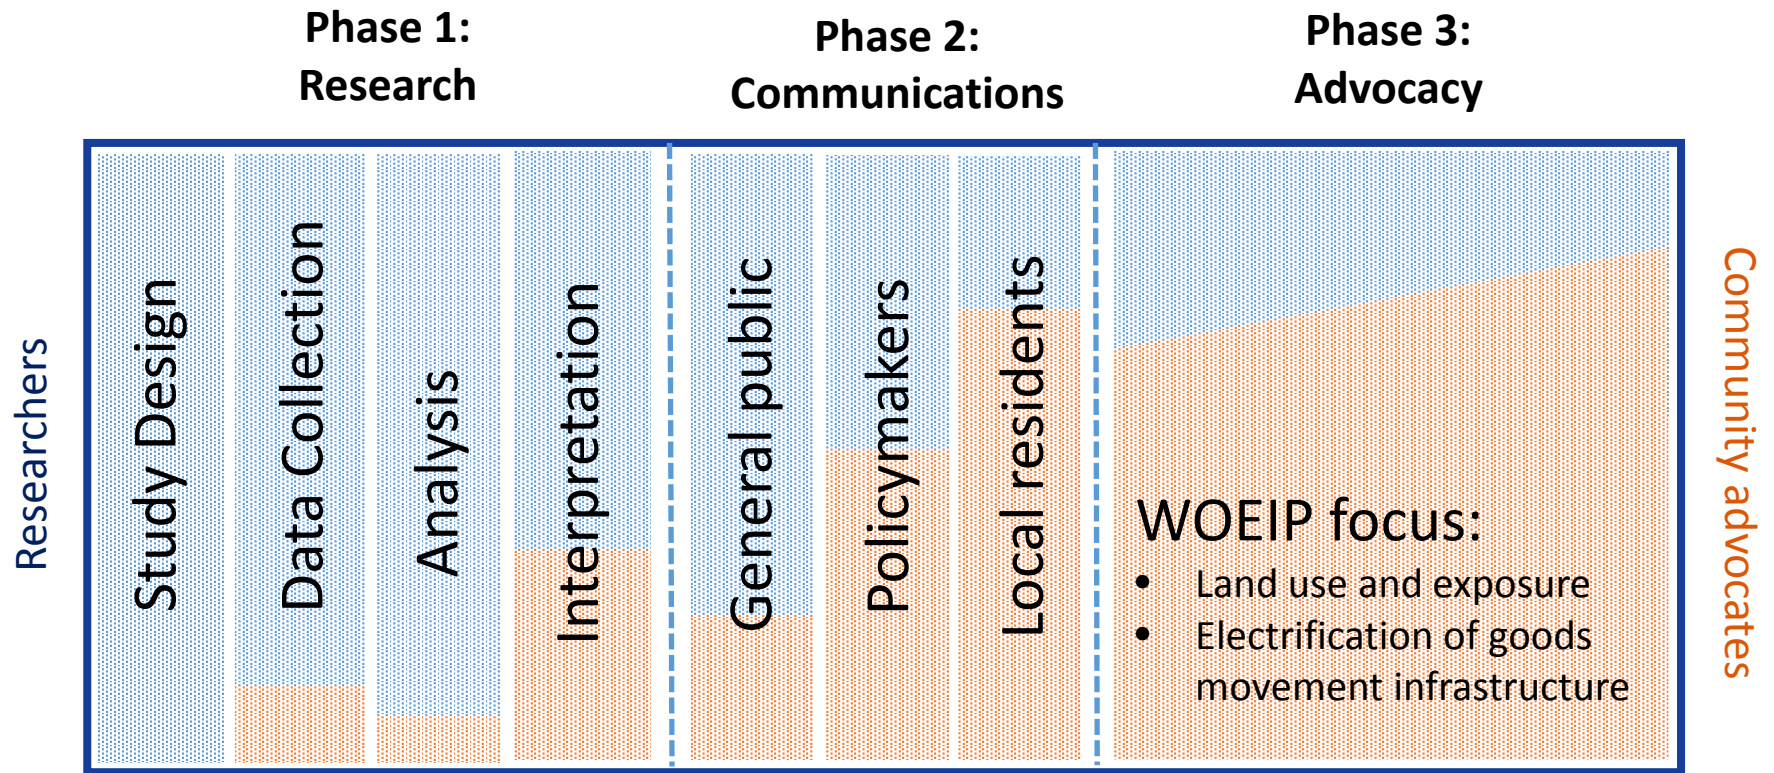 Phase 1:
Research
Phase 2:
Communications
Phase 3:
Advocacy
Researchers
Study Design
Data Collection
Analysis
Interpretation
General public
Policymakers
Local residents
WOEIP focus:
• Land use and exposure
• Electrification of goods
movement infrastructure
Community advocates